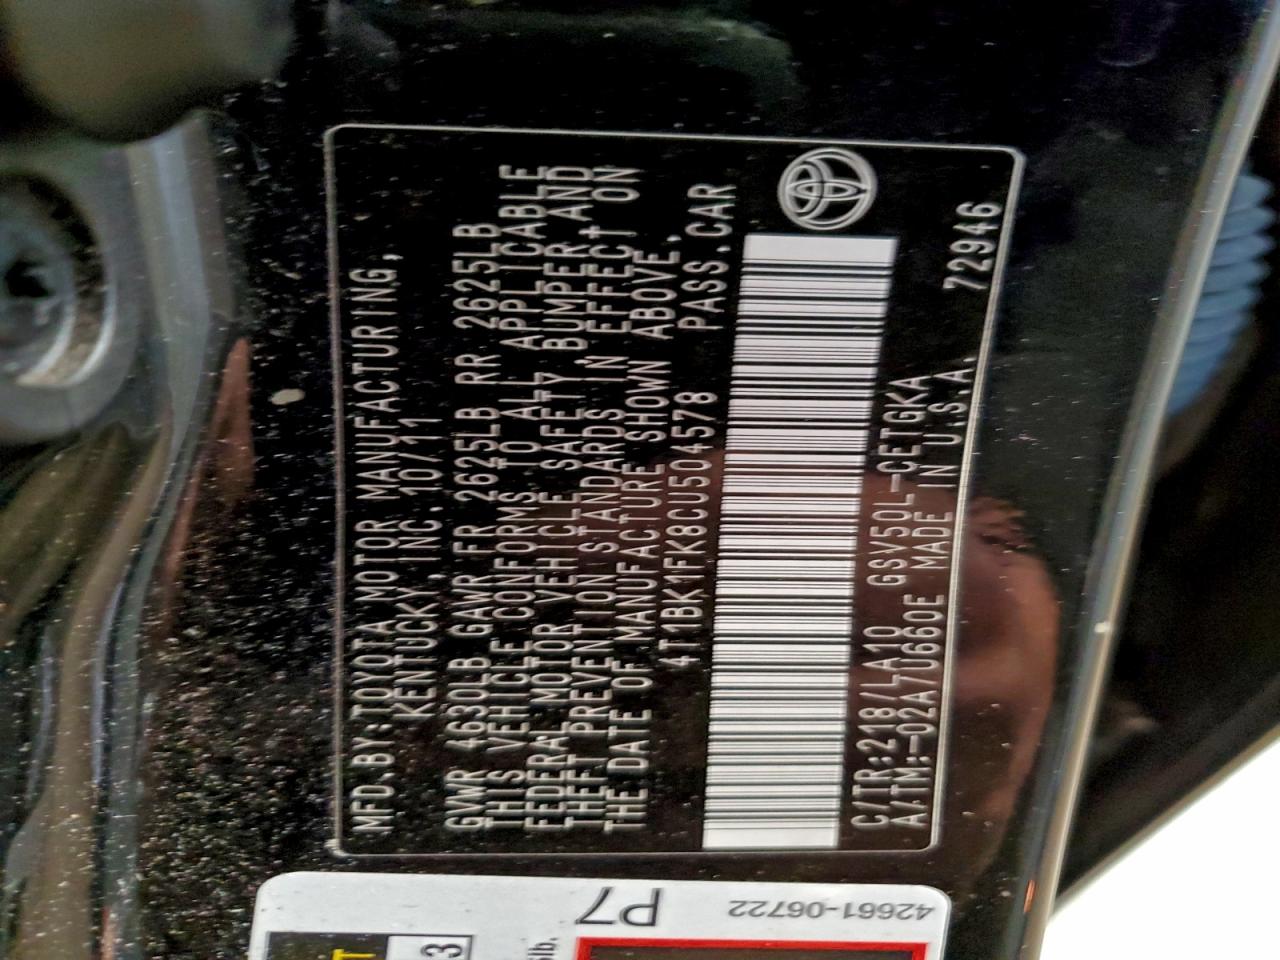 MFD.BY:TOYOTA MOTOR MANUFACTURING,
KENTUCKY,INC. 10/11
GVWR 4630LB GAWR FR 2625LB RR 2625LB
THIS VEHICLE CONFORMS TO ALL APPLICABLE
FEDERAL MOTOR VEHICLE SAFETY, BUMPER, AND
THEFT PREVENTION STANDARDS IN EFFECT ON
THE DATE OF MANUFACTURE SHOWN ABOVE.
4T1BK1FK8CU504578 PASS.CAR
C/TR:218/LA10 GSV50L-CETGKA
A/TM:-02A/U660E MADE IN U.S.A. 72946
P7
42661-06722
3